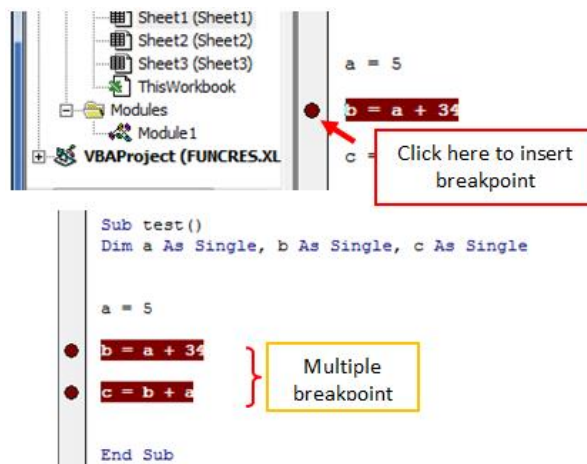 Sheet1 (Sheet1)
Sheet2 (Sheet2)
Sheet3 (Sheet3)
ThisWorkbook
Modules
Module1
VBAProject (FUNCRES.XL
a = 5
b = a + 34
c =
Click here to insert
breakpoint
Sub test()
Dim a As Single, b As Single, c As Single
a = 5
b = a + 34
c = b + a
Multiple
breakpoint
End Sub